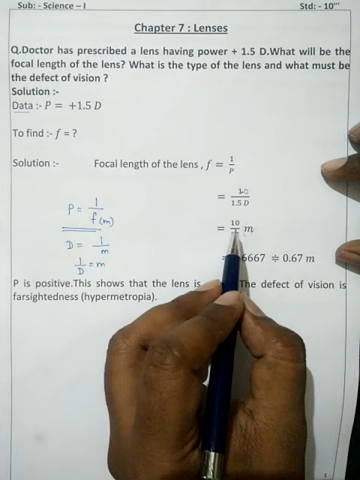 Sub: - Science – I Std: - 10
Chapter 7 : Lenses
Q.Doctor has prescribed a lens having power + 1.5 D.What will be the
focal length of the lens? What is the type of the lens and what must be
the defect of vision ?
Solution :-
Data :- P = +1.5 D
To find :- f = ?
Solution :- Focal length of the lens , f = 1/P
P = 1/f(m)
D = 1/m
1/D = m
= 1.5 D
= 10 m
6667 ≑ 0.67 m
P is positive.This shows that the lens is The defect of vision is
farsightedness (hypermetropia).